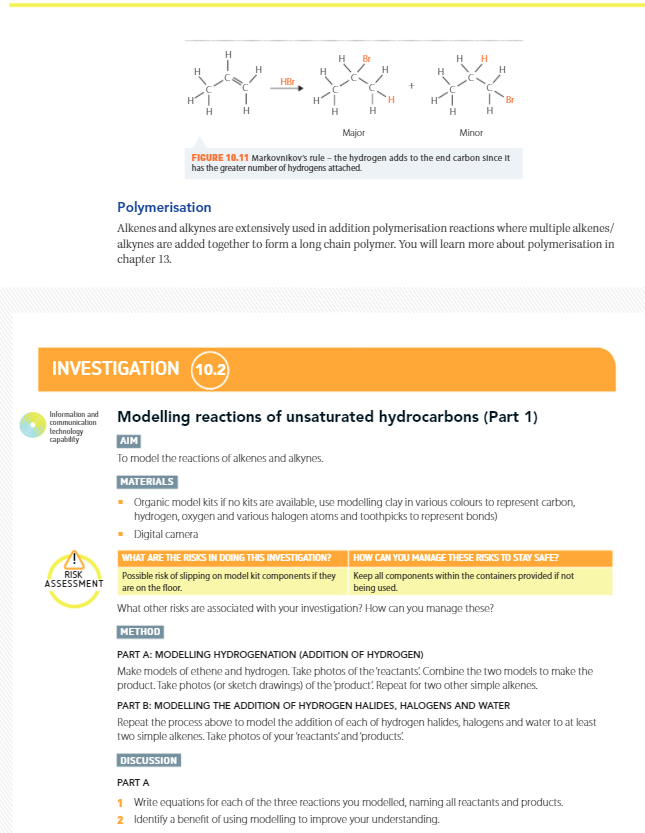 H
H
H
C
C
C
H
H
H
HBr
H
Br
H
H
C
C
C
H
H
H
H
+
H
H
H
H
C
C
C
H
Br
H
H
Major
Minor
FIGURE 10.11 Markovnikov's rule – the hydrogen adds to the end carbon since it
has the greater number of hydrogens attached.
Polymerisation
Alkenes and alkynes are extensively used in addition polymerisation reactions where multiple alkenes/
alkynes are added together to form a long chain polymer. You will learn more about polymerisation in
chapter 13.
INVESTIGATION 10.2
Information and
communication
technology
capability
Modelling reactions of unsaturated hydrocarbons (Part 1)
AIM
To model the reactions of alkenes and alkynes.
MATERIALS
▪ Organic model kits if no kits are available, use modelling clay in various colours to represent carbon,
hydrogen, oxygen and various halogen atoms and toothpicks to represent bonds)
▪ Digital camera
!
RISK
ASSESSMENT
WHAT ARE THE RISKS IN DOING THIS INVESTIGATION? HOW CAN YOU MANAGE THESE RISKS TO STAY SAFE?
Possible risk of slipping on model kit components if they
are on the floor.
Keep all components within the containers provided if not
being used.
What other risks are associated with your investigation? How can you manage these?
METHOD
PART A: MODELLING HYDROGENATION (ADDITION OF HYDROGEN)
Make models of ethene and hydrogen. Take photos of the 'reactants'. Combine the two models to make the
product. Take photos (or sketch drawings) of the 'product'. Repeat for two other simple alkenes.
PART B: MODELLING THE ADDITION OF HYDROGEN HALIDES, HALOGENS AND WATER
Repeat the process above to model the addition of each of hydrogen halides, halogens and water to at least
two simple alkenes. Take photos of your 'reactants' and 'products'.
DISCUSSION
PART A
1 Write equations for each of the three reactions you modelled, naming all reactants and products.
2 Identify a benefit of using modelling to improve your understanding.